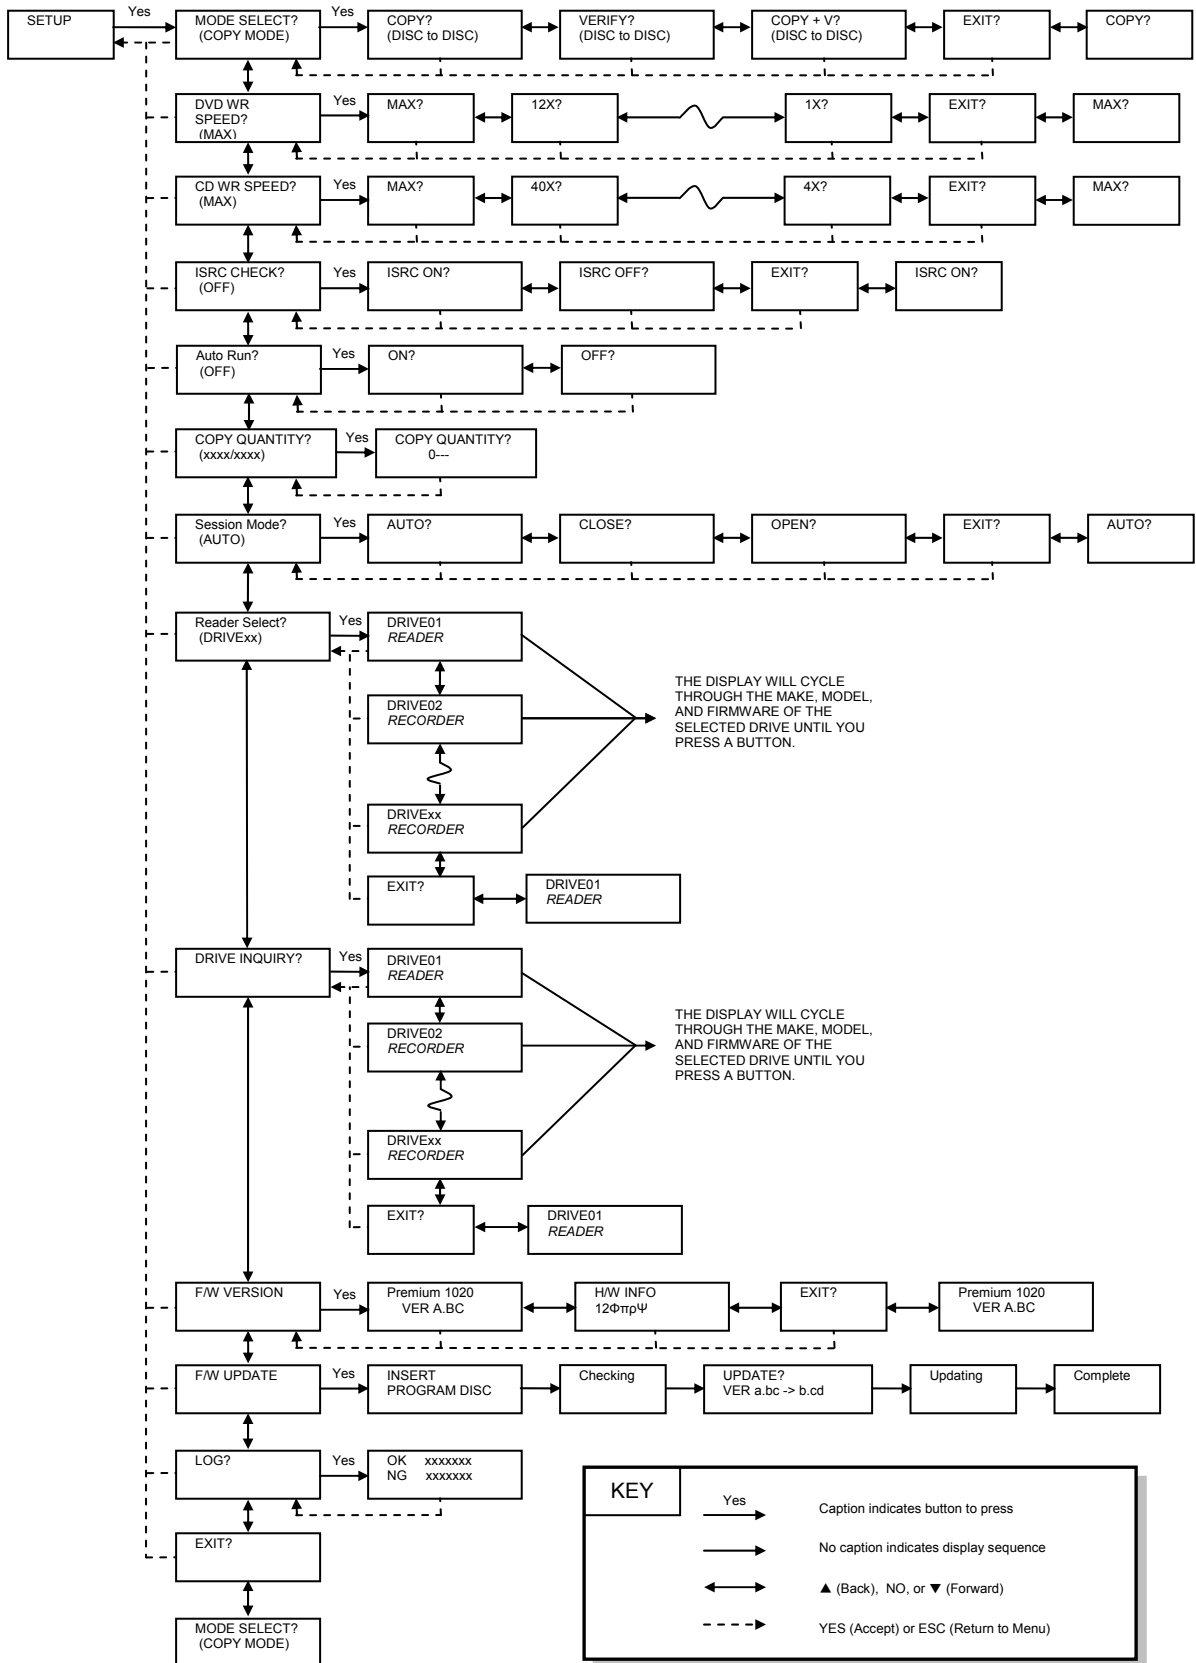 SETUP
Yes
MODE SELECT?
(COPY MODE)
Yes
COPY?
(DISC to DISC)
VERIFY?
(DISC to DISC)
COPY + V?
(DISC to DISC)
EXIT?
COPY?
DVD WR
SPEED?
(MAX)
Yes
MAX?
12X?
1X?
EXIT?
MAX?
CD WR SPEED?
(MAX)
Yes
MAX?
40X?
4X?
EXIT?
MAX?
ISRC CHECK?
(OFF)
Yes
ISRC ON?
ISRC OFF?
EXIT?
ISRC ON?
Auto Run?
(OFF)
Yes
ON?
OFF?
COPY QUANTITY?
(xxxx/xxxx)
Yes
COPY QUANTITY?
0---
Session Mode?
(AUTO)
Yes
AUTO?
CLOSE?
OPEN?
EXIT?
AUTO?
Reader Select?
(DRIVExx)
Yes
DRIVE01
READER
DRIVE02
RECORDER
DRIVExx
RECORDER
EXIT?
DRIVE01
READER
THE DISPLAY WILL CYCLE
THROUGH THE MAKE, MODEL,
AND FIRMWARE OF THE
SELECTED DRIVE UNTIL YOU
PRESS A BUTTON.
DRIVE INQUIRY?
Yes
DRIVE01
READER
DRIVE02
RECORDER
DRIVExx
RECORDER
EXIT?
DRIVE01
READER
THE DISPLAY WILL CYCLE
THROUGH THE MAKE, MODEL,
AND FIRMWARE OF THE
SELECTED DRIVE UNTIL YOU
PRESS A BUTTON.
F/W VERSION
Yes
Premium 1020
VER A.BC
H/W INFO
12ΦπρΨ
EXIT?
Premium 1020
VER A.BC
F/W UPDATE
Yes
INSERT
PROGRAM DISC
Checking
UPDATE?
VER a.bc -> b.cd
Updating
Complete
LOG?
Yes
OK xxxxxxx
NG xxxxxxx
EXIT?
MODE SELECT?
(COPY MODE)
KEY
Yes
Caption indicates button to press
No caption indicates display sequence
▲ (Back), NO, or ▼ (Forward)
YES (Accept) or ESC (Return to Menu)